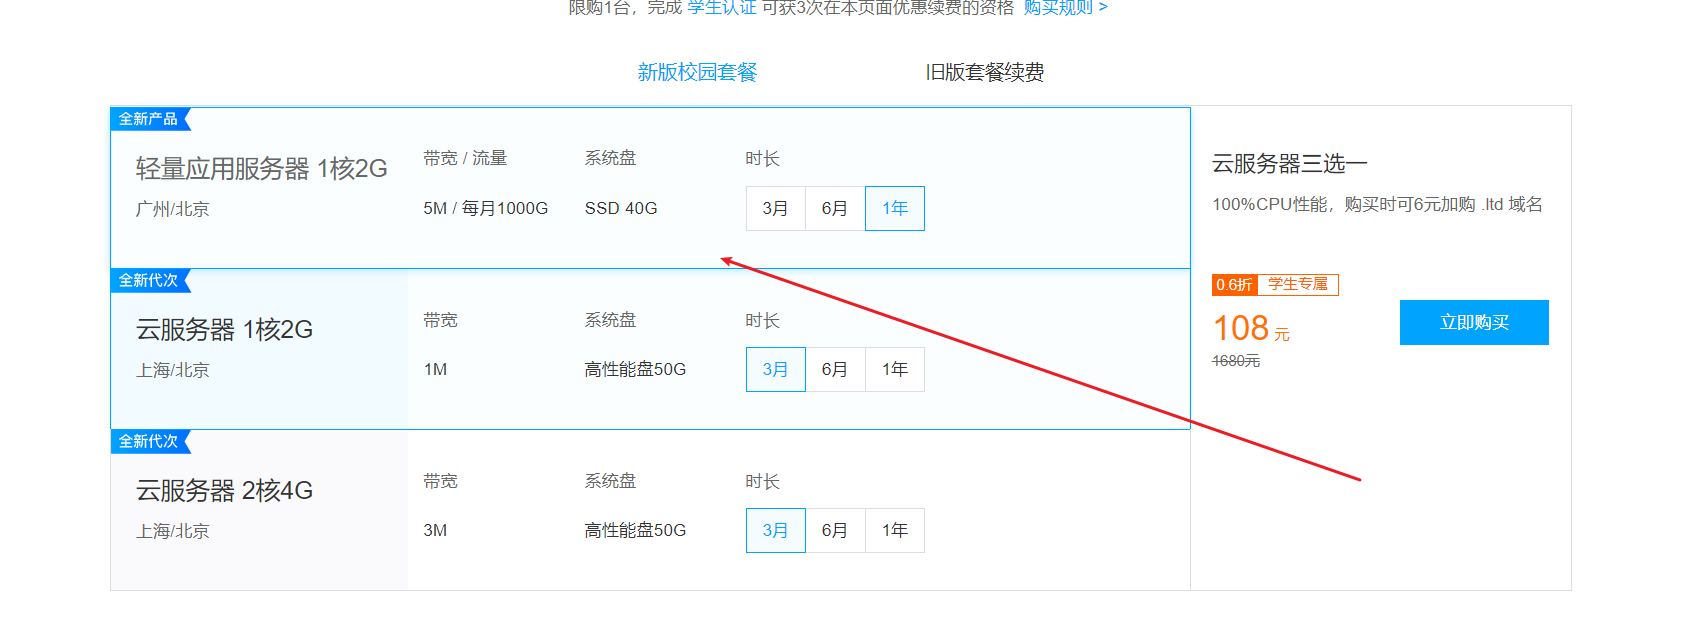 限购1台，完成 学生认证 可获3次在本页面优惠续费的资格 购买规则 >
新版校园套餐 旧版套餐续费
全新产品
轻量应用服务器 1核2G
广州/北京
带宽 / 流量 系统盘 时长
5M / 每月1000G SSD 40G 3月 6月 1年
全新代次
云服务器 1核2G
上海/北京
带宽 系统盘 时长
1M 高性能盘50G 3月 6月 1年
全新代次
云服务器 2核4G
上海/北京
带宽 系统盘 时长
3M 高性能盘50G 3月 6月 1年
云服务器三选一
100%CPU性能，购买时可6元加购 .ltd 域名
0.6折 学生专属
108 元
1680元
立即购买